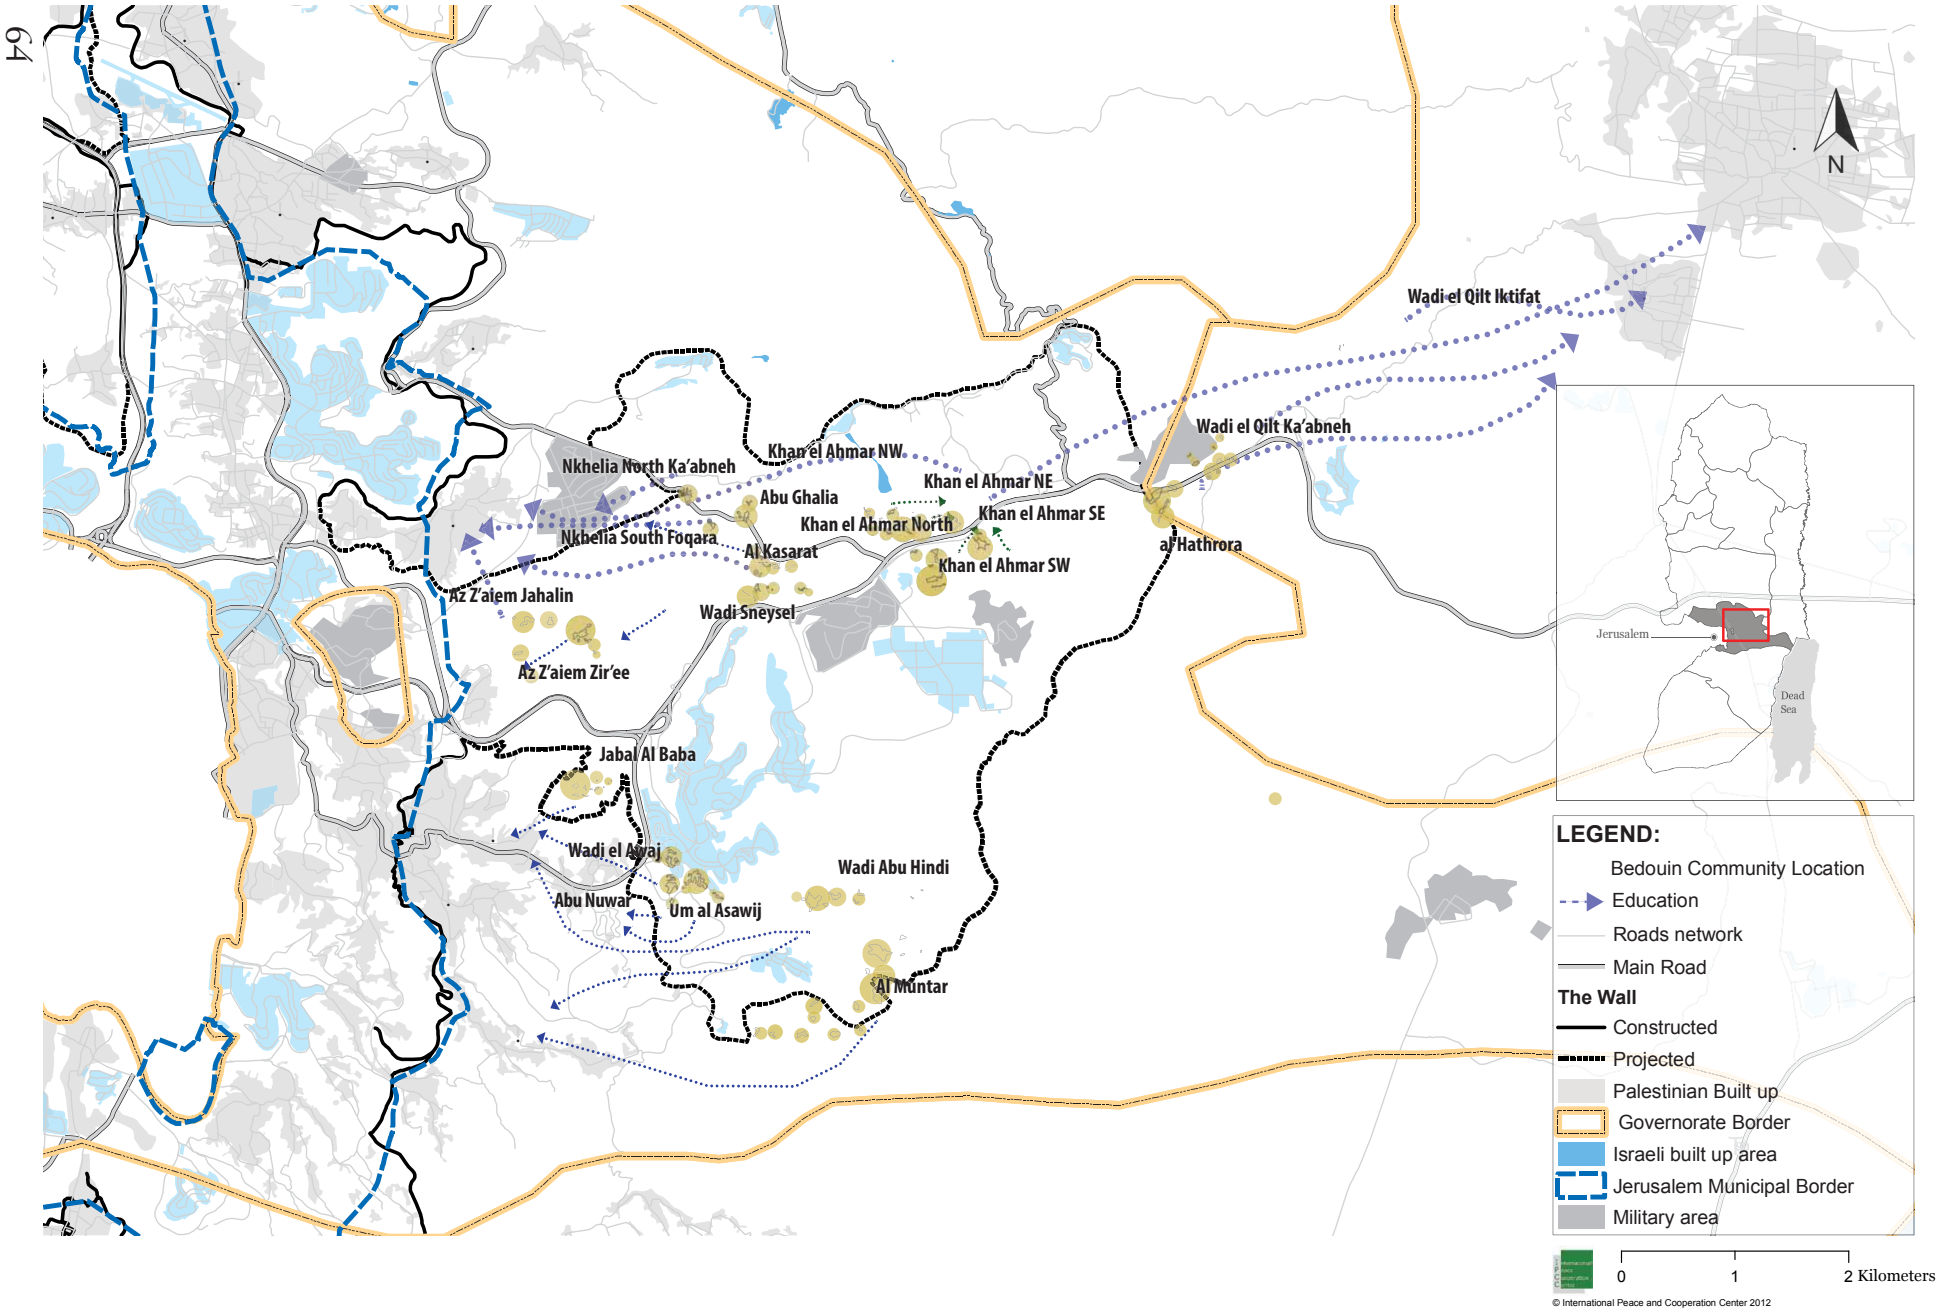 64
N
Wadi el Qilt Iktifat
Wadi el Qilt Ka'abneh
Khan el Ahmar NW
Nkhelia North Ka'abneh
Khan el Ahmar NE
Abu Ghalia
Khan el Ahmar SE
Khan el Ahmar North
Nkhelia South Foqara
al Hathrora
Al Kasarat
Khan el Ahmar SW
Az Z'aiem Jahalin
Wadi Sneysel
Az Z'aiem Zir'ee
Jabal Al Baba
Wadi el Awaj
Wadi Abu Hindi
Abu Nuwar
Um al Asawij
Al Muntar
Jerusalem
Dead
Sea
LEGEND:
Bedouin Community Location
Education
Roads network
Main Road
The Wall
Constructed
Projected
Palestinian Built up
Governorate Border
Israeli built up area
Jerusalem Municipal Border
Military area
0 1 2 Kilometers
© International Peace and Cooperation Center 2012